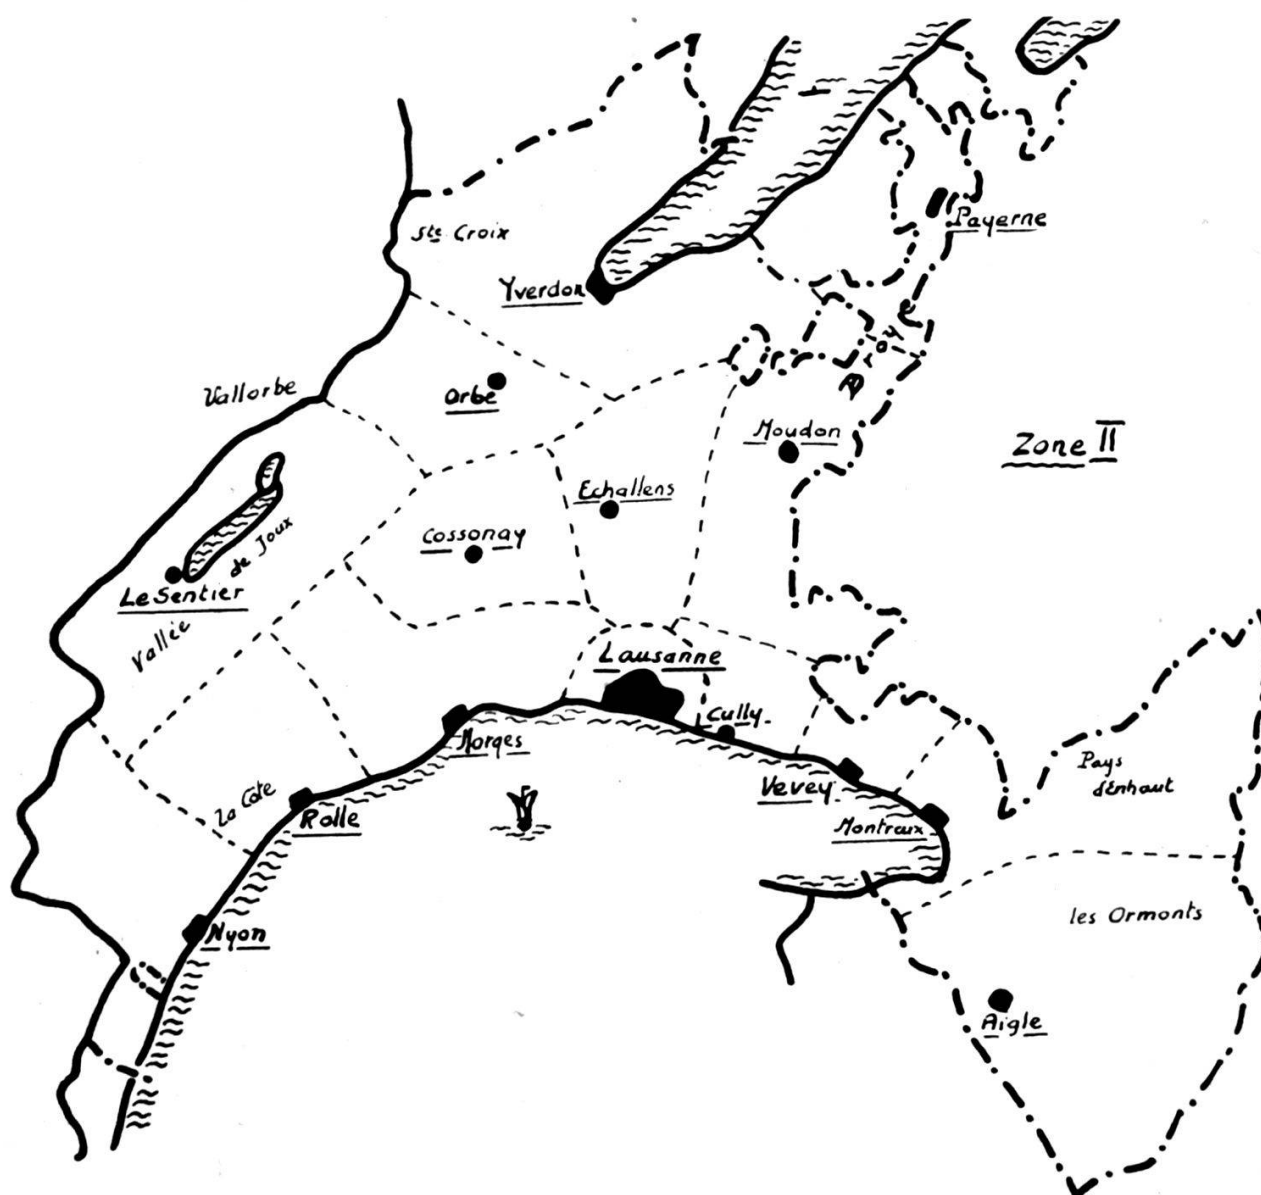 Ste Croix
Payerne
Yverdon
Broye
Vallorbe
Orbe
Moudon
Zone II
Echallens
Cossonay
Le Sentier
Vallée de Joux
Lausanne
Cully
Morges
La Côte
Rolle
Vevey
Montreux
Pays
d'Enhaut
les Ormonts
Nyon
Aigle